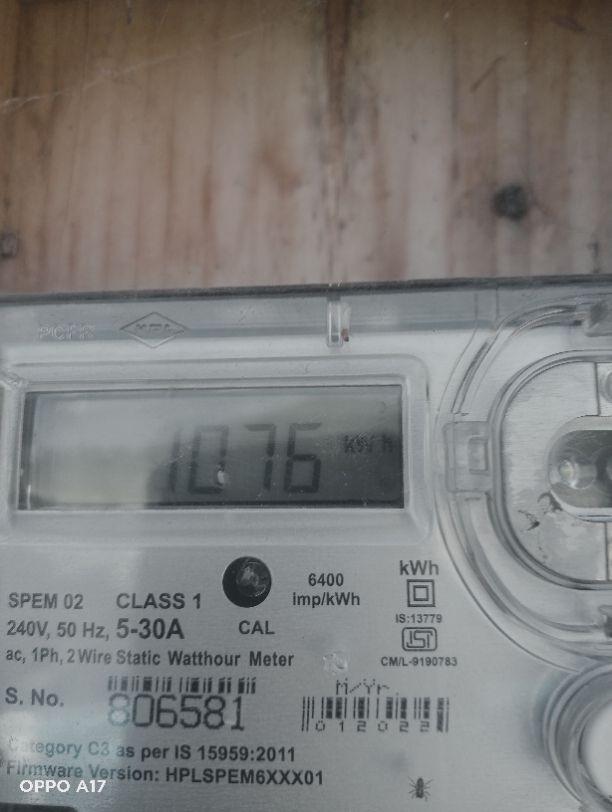 HPL
1076 kWh
kWh
6400
imp/kWh
IS:13779
CM/L-9190783
SPEM 02 CLASS 1
240V, 50 Hz, 5-30A
CAL
ac, 1Ph, 2 Wire Static Watthour Meter
S. No.
806581
M/Yr.
012022
Category C3 as per IS 15959:2011
Firmware Version: HPLSPEM6XXX01
OPPO A17